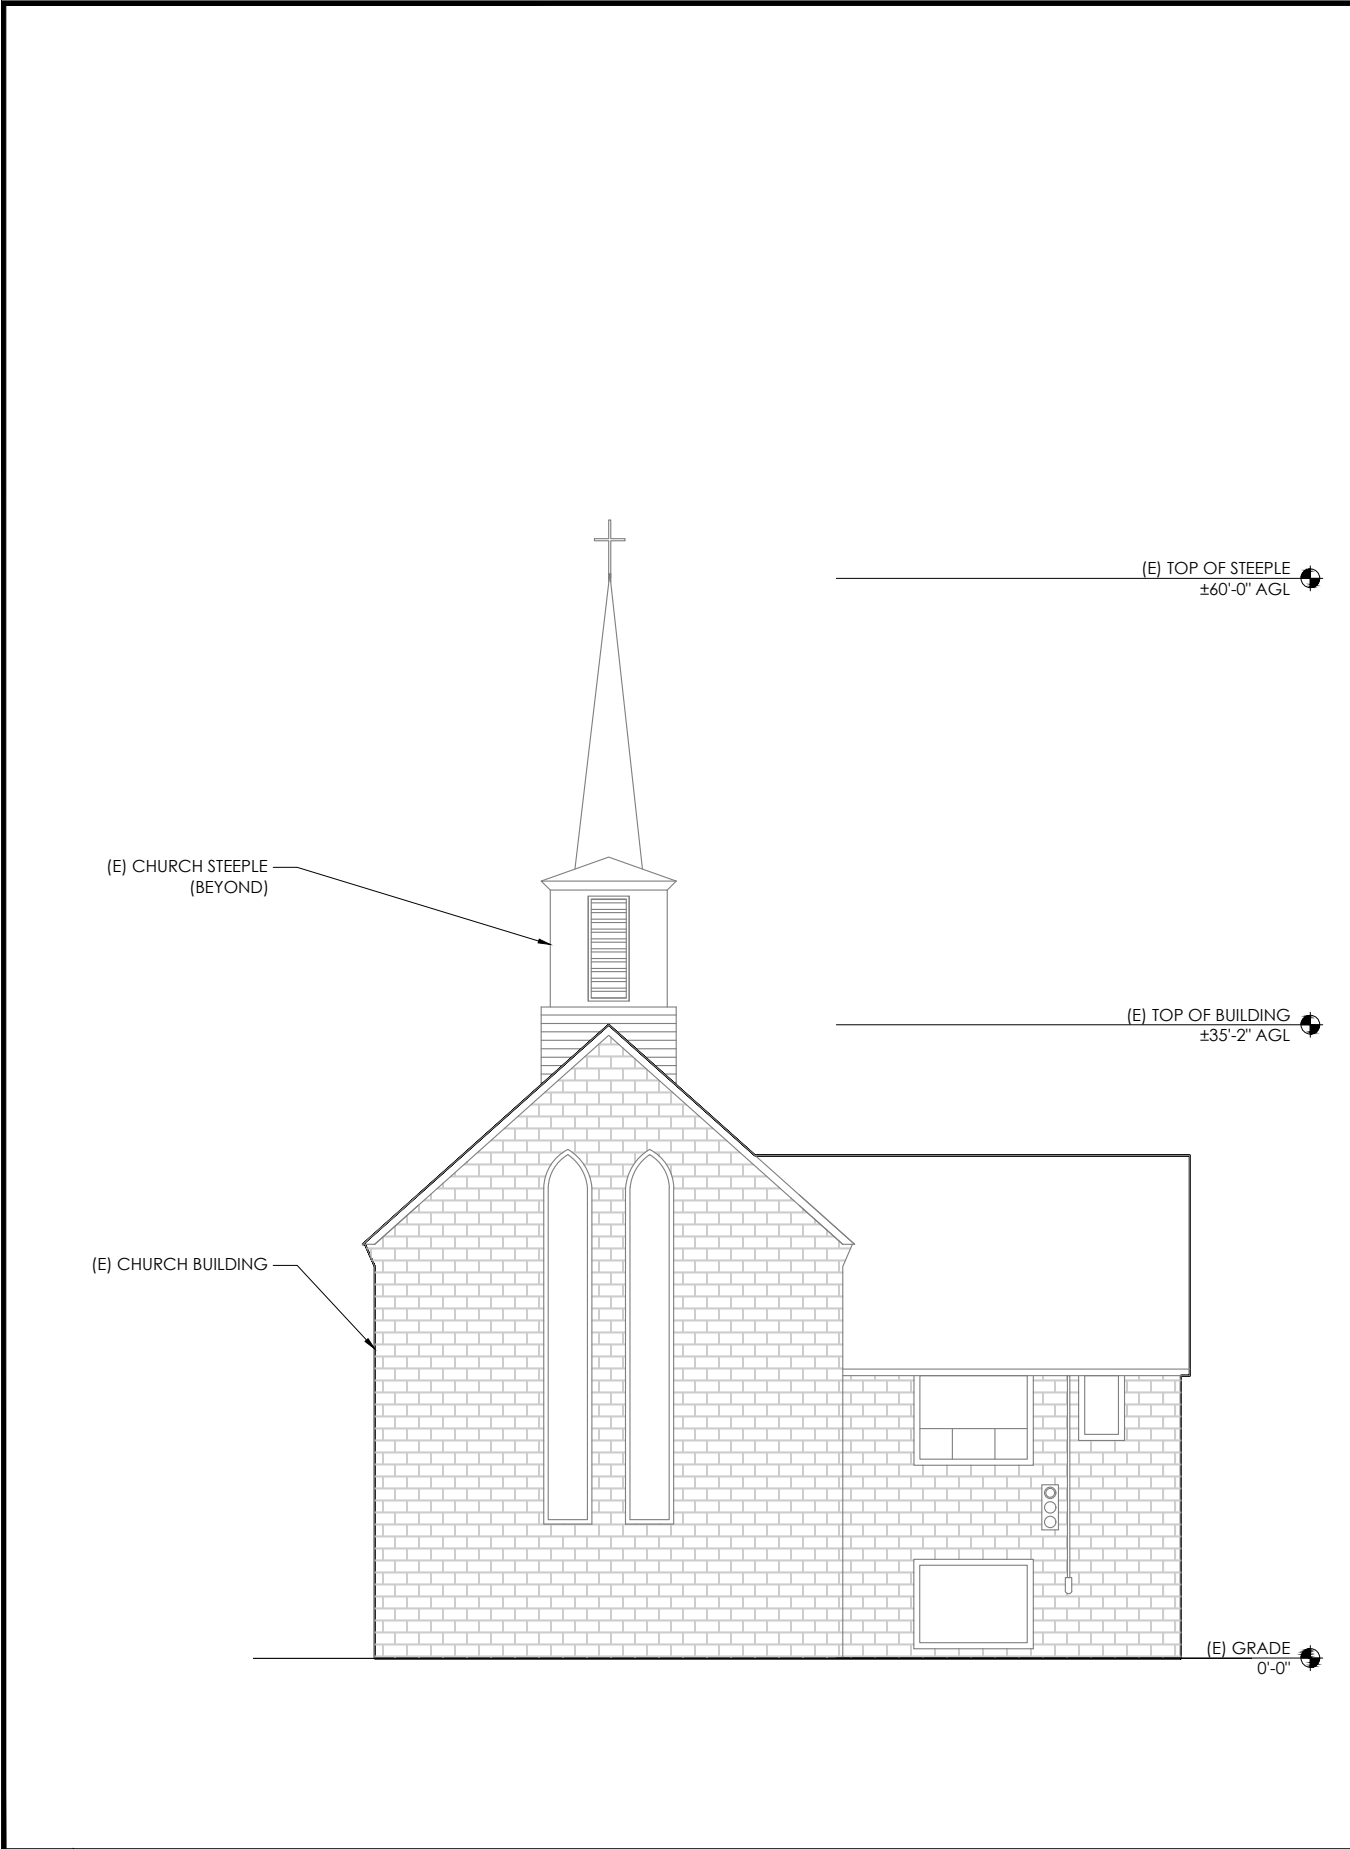 (E) TOP OF STEEPLE
±60'-0" AGL
(E) CHURCH STEEPLE
(BEYOND)
(E) TOP OF BUILDING
±35'-2" AGL
(E) CHURCH BUILDING
(E) GRADE
0'-0"